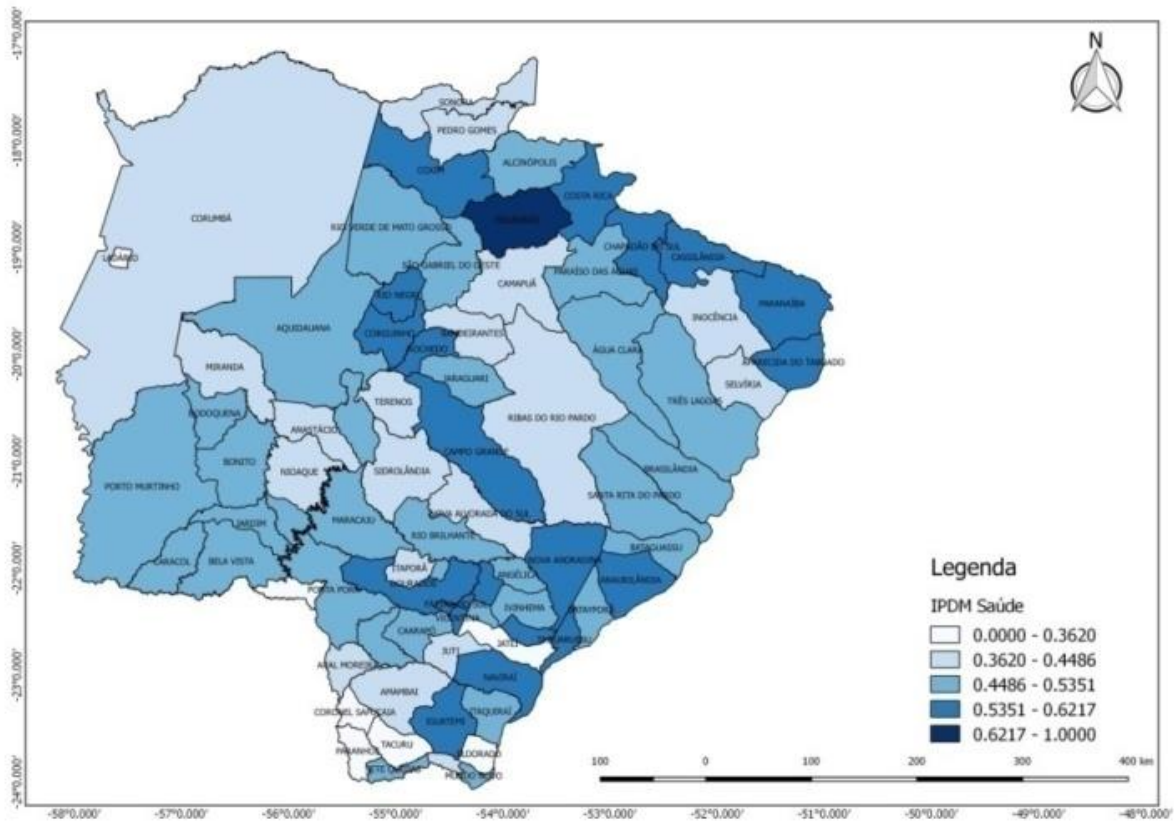 N
SONORA
PEDRO GOMES
ALCINÓPOLIS
COXIM
COSTA RICA
CORUMBÁ
RIO VERDE DE MATO GROSSO
LADÁRIO
SÃO GABRIEL DO OESTE
CHAPADÃO DO SUL
CASSILÂNDIA
PARAÍSO DAS ÁGUAS
CAMAPUÃ
RIO NEGRO
PARANAÍBA
INOCÊNCIA
AQUIDAUANA
CORGUINHO
BANDEIRANTES
ROCHEDO
ÁGUA CLARA
APARECIDA DO TABOADO
MIRANDA
JARAGUARI
SELVÍRIA
TERENOS
TRÊS LAGOAS
BODOQUENA
RIBAS DO RIO PARDO
ANASTÁCIO
CAMPO GRANDE
BONITO
NIOAQUE
SIDROLÂNDIA
BRASILÂNDIA
PORTO MURTINHO
SANTA RITA DO PARDO
NOVA ALVORADA DO SUL
JARDIM
MARACAJU
RIO BRILHANTE
BATAGUASSU
CARACOL
BELA VISTA
NOVA ANDRADINA
ITAPORÃ
ANGÉLICA
ANAURILÂNDIA
DOURADOS
PONTA PORÃ
IVINHEMA
BATAYPORÃ
VICENTINA
CAARAPÓ
TAQUARUSSU
JATEÍ
JUTI
ARAL MOREIRA
NAVIRAÍ
AMAMBAI
CORONEL SAPUCAIA
IGUATEMI
ITAQUIRAÍ
TACURU
PARANHOS
ELDORADO
SETE QUEDAS
MUNDO NOVO
Legenda
IPDM Saúde
0.0000 - 0.3620
0.3620 - 0.4486
0.4486 - 0.5351
0.5351 - 0.6217
0.6217 - 1.0000
100 0 100 200 300 400 km
-17°0.000'
-18°0.000'
-19°0.000'
-20°0.000'
-21°0.000'
-22°0.000'
-23°0.000'
-24°0.000'
-58°0.000' -57°0.000' -56°0.000' -55°0.000' -54°0.000' -53°0.000' -52°0.000' -51°0.000' -50°0.000' -49°0.000' -48°0.000'